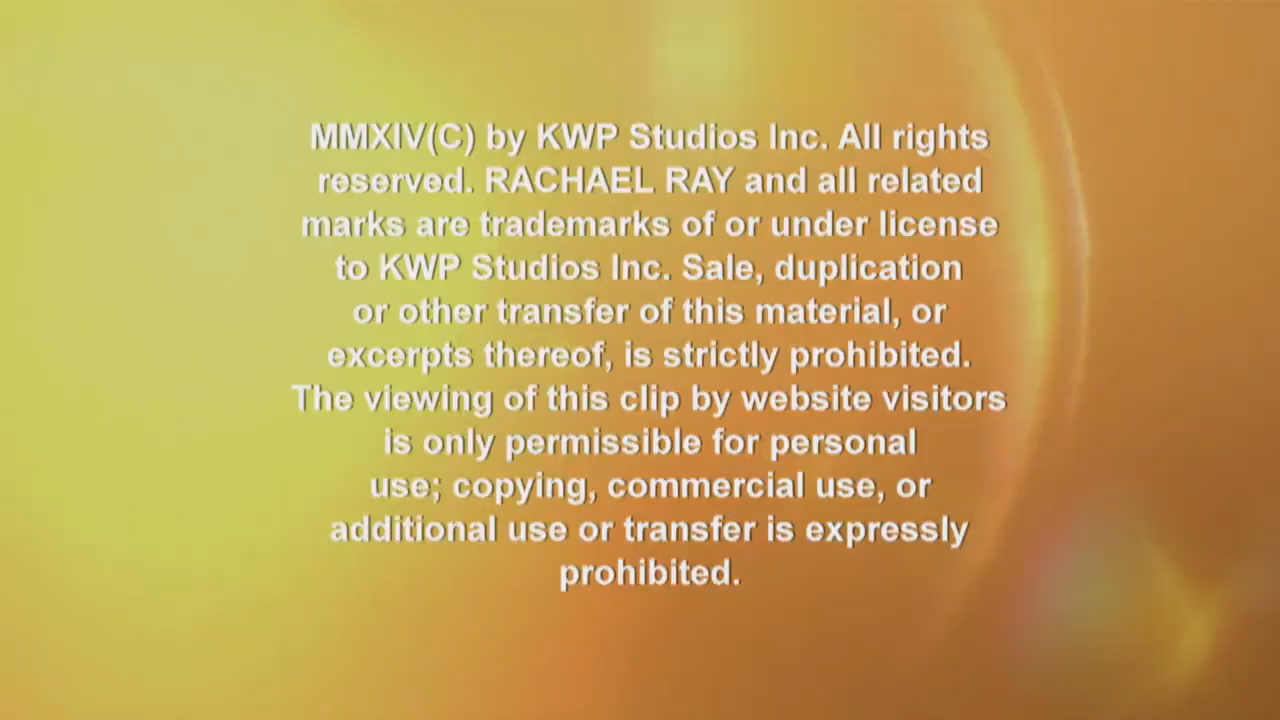 MMXIV(C) by KWP Studios Inc. All rights
reserved. RACHAEL RAY and all related
marks are trademarks of or under license
to KWP Studios Inc. Sale, duplication
or other transfer of this material, or
excerpts thereof, is strictly prohibited.
The viewing of this clip by website visitors
is only permissible for personal
use; copying, commercial use, or
additional use or transfer is expressly
prohibited.